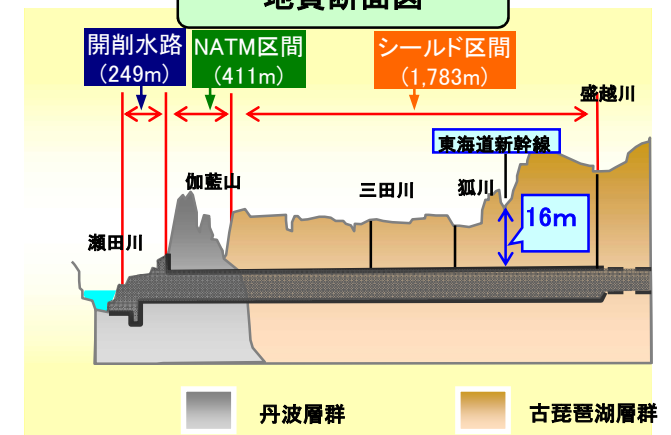 地質断面図
開削水路
（249m）
NATM区間
（411m）
シールド区間
（1,783m）
盛越川
東海道新幹線
伽藍山
三田川
狐川
16m
瀬田川
丹波層群
古琵琶湖層群